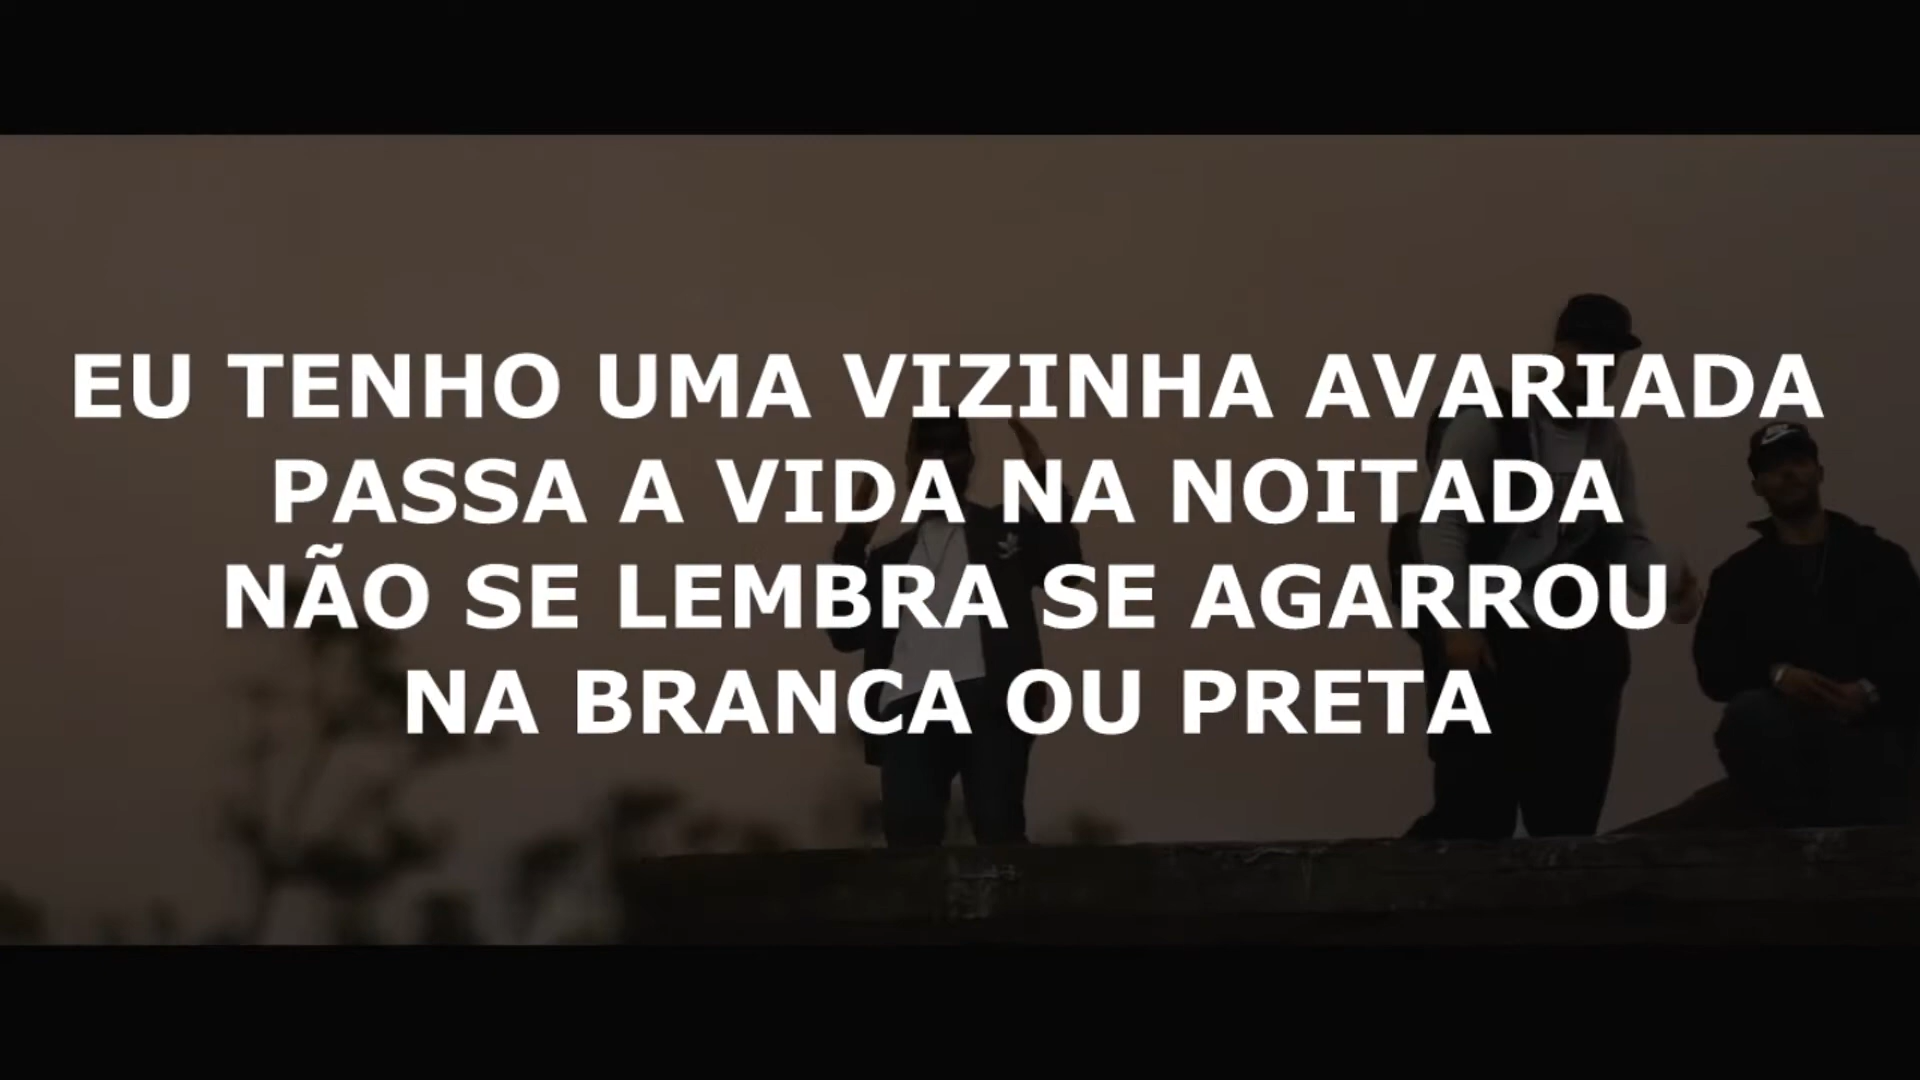 EU TENHO UMA VIZINHA AVARIADA
PASSA A VIDA NA NOITADA
NÃO SE LEMBRA SE AGARROU
NA BRANCA OU PRETA